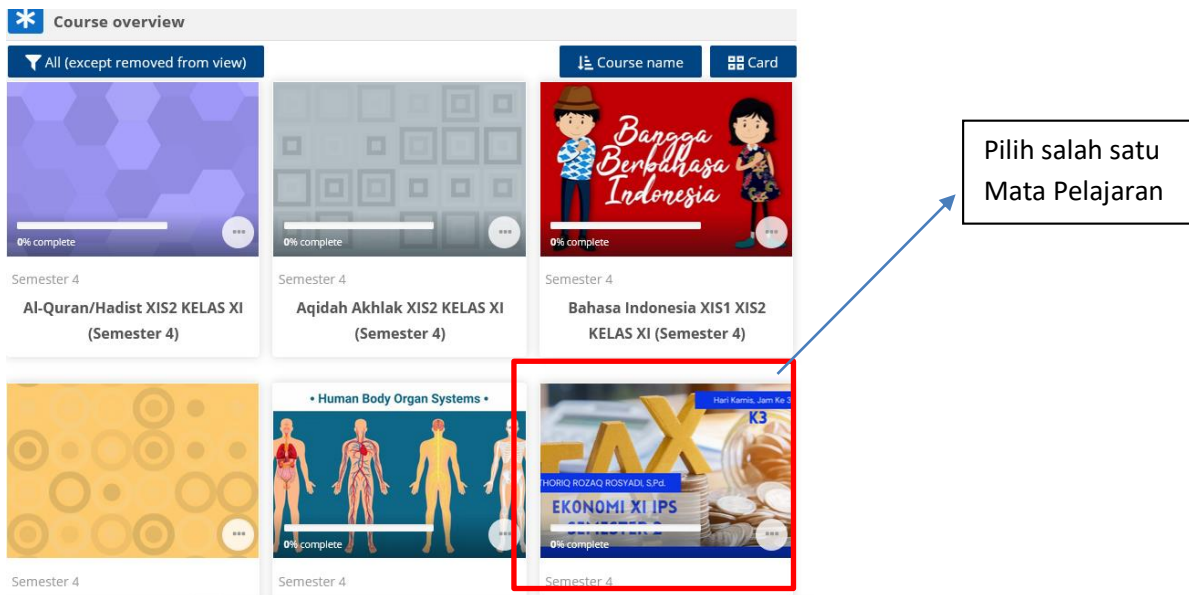 Course overview
All (except removed from view)
Course name
Card
Bangga
Berbahasa
Indonesia
0% complete
0% complete
0% complete
Semester 4
Semester 4
Semester 4
Al-Quran/Hadist XIS2 KELAS XI
(Semester 4)
Aqidah Akhlak XIS2 KELAS XI
(Semester 4)
Bahasa Indonesia XIS1 XIS2
KELAS XI (Semester 4)
Pilih salah satu
Mata Pelajaran
• Human Body Organ Systems •
Hari Kamis, Jam Ke 3
K3
TAX
THORIQ ROZAQ ROSYADI, S.Pd.
EKONOMI XI IPS
SEMESTER 2
0% complete
0% complete
Semester 4
Semester 4
Semester 4